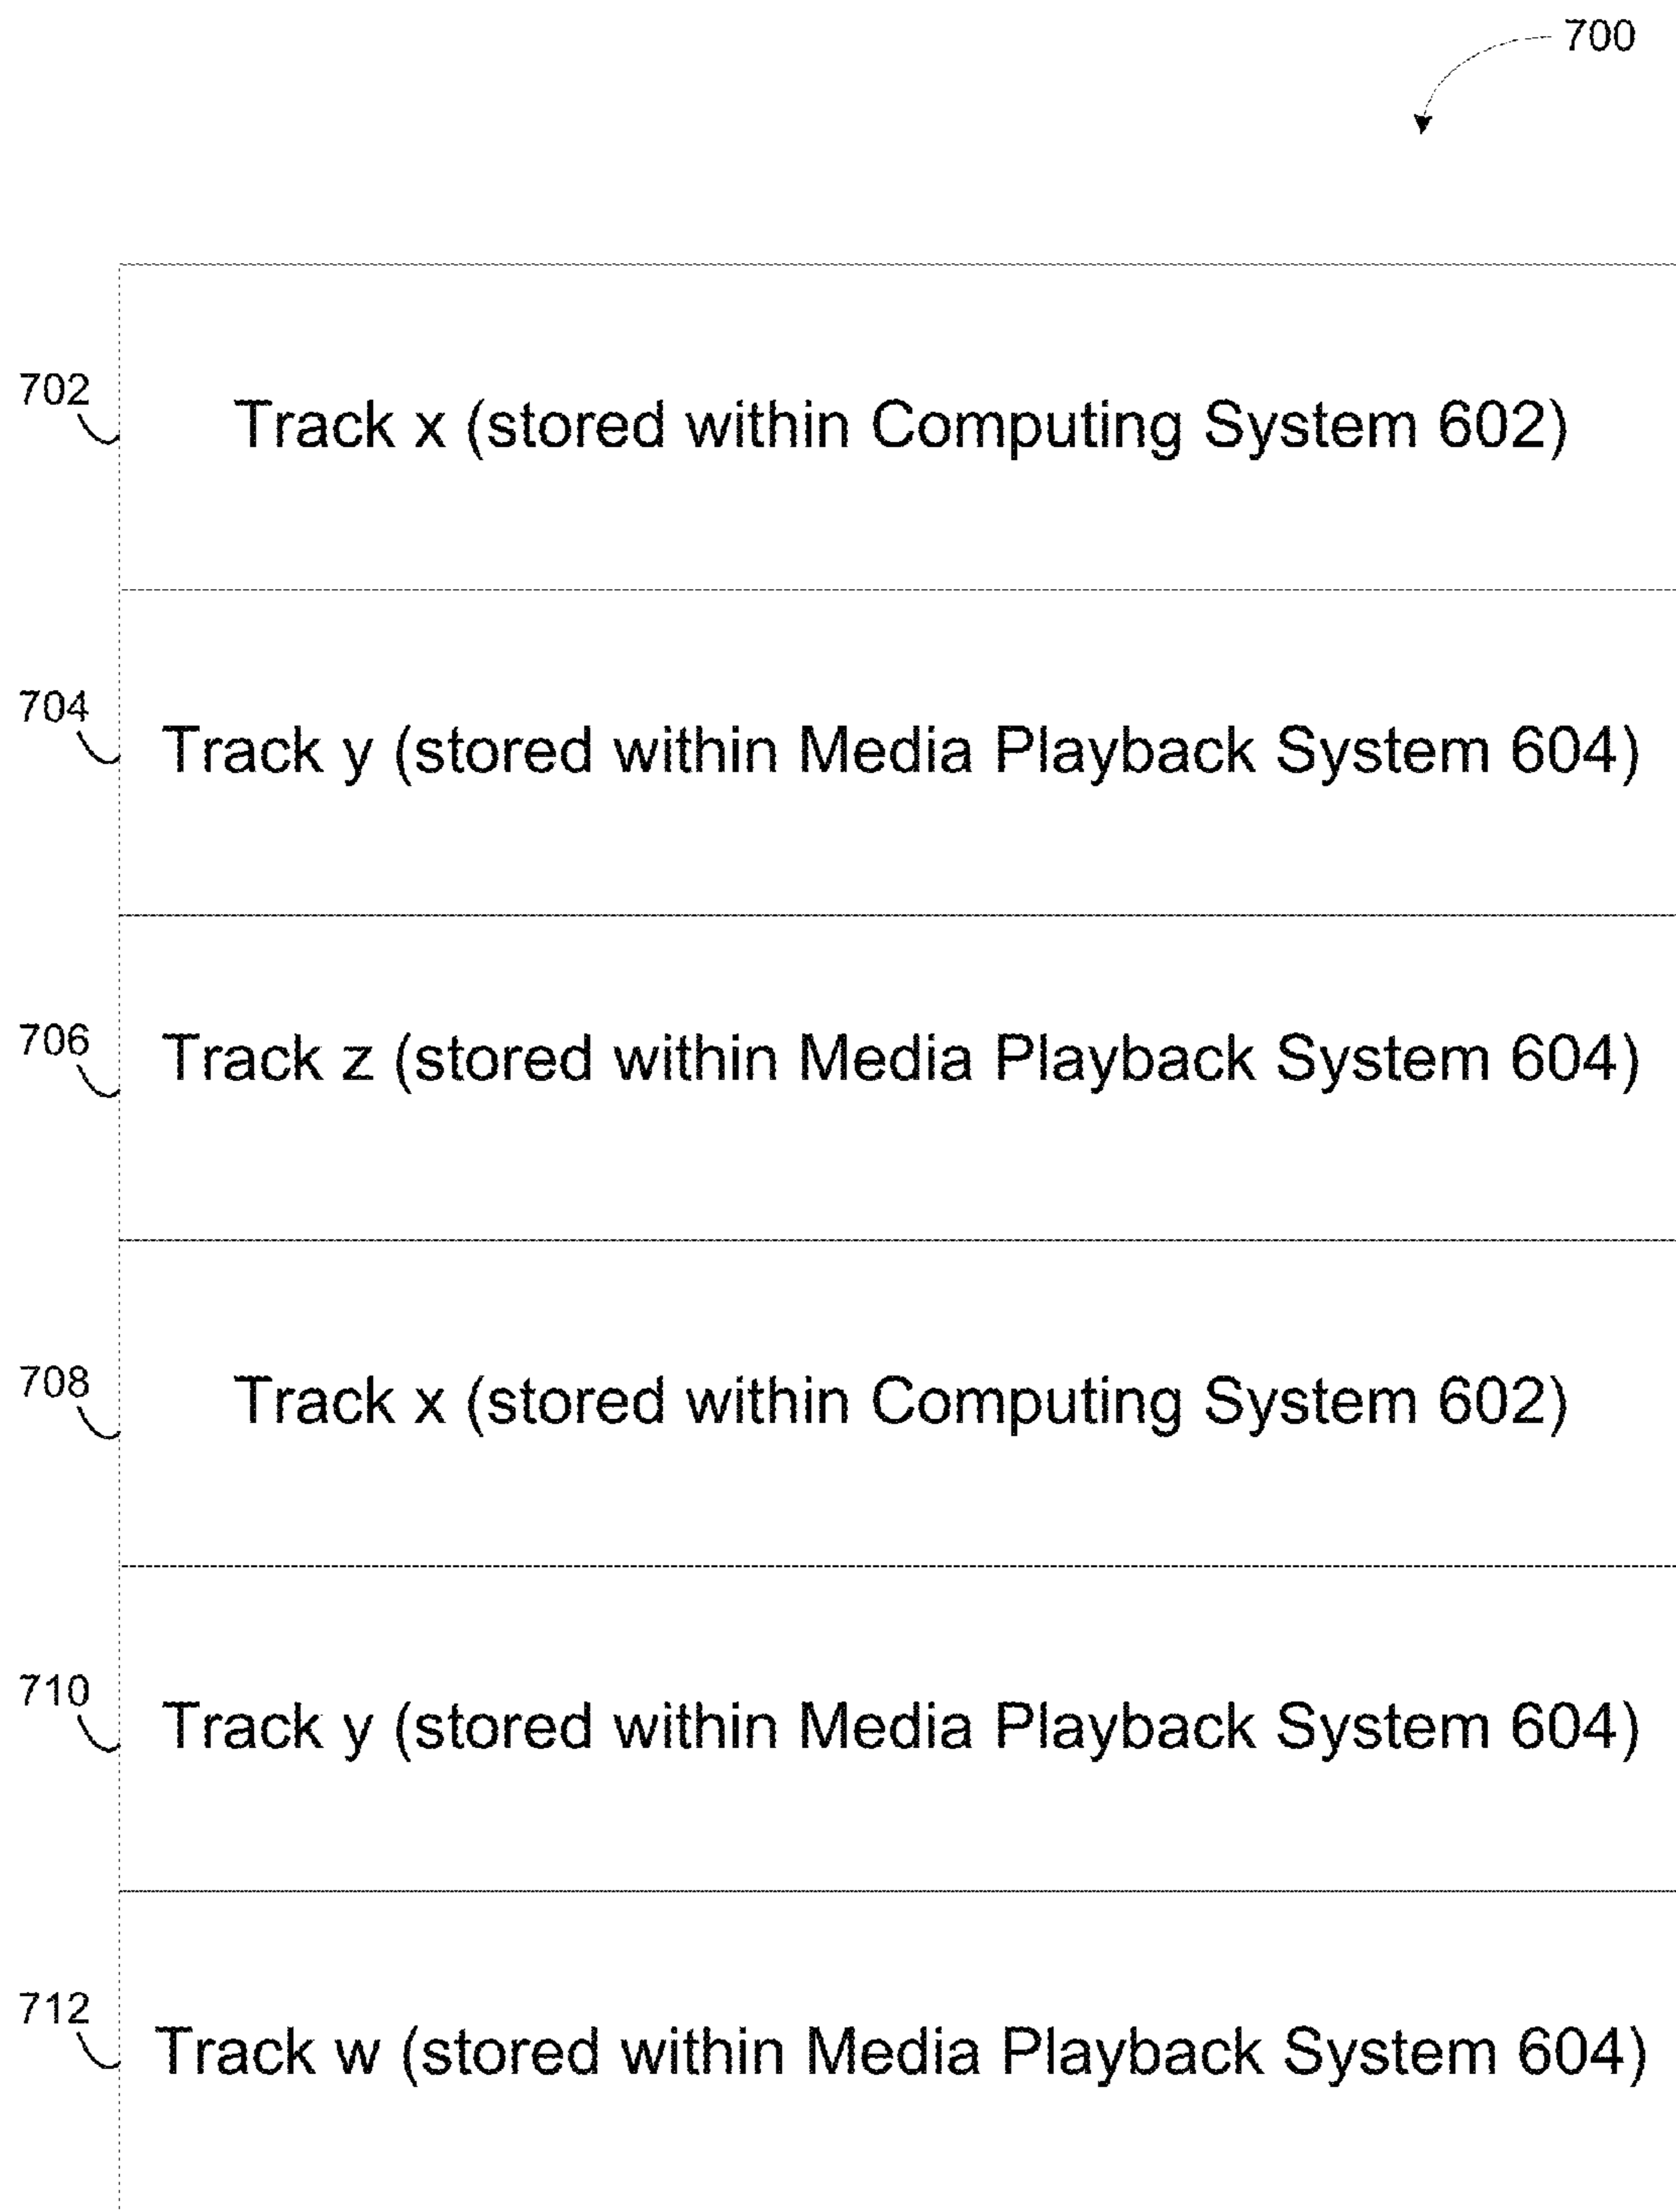 700
702
Track x (stored within Computing System 602)
704
Track y (stored within Media Playback System 604)
706
Track z (stored within Media Playback System 604)
708
Track x (stored within Computing System 602)
710
Track y (stored within Media Playback System 604)
712
Track w (stored within Media Playback System 604)